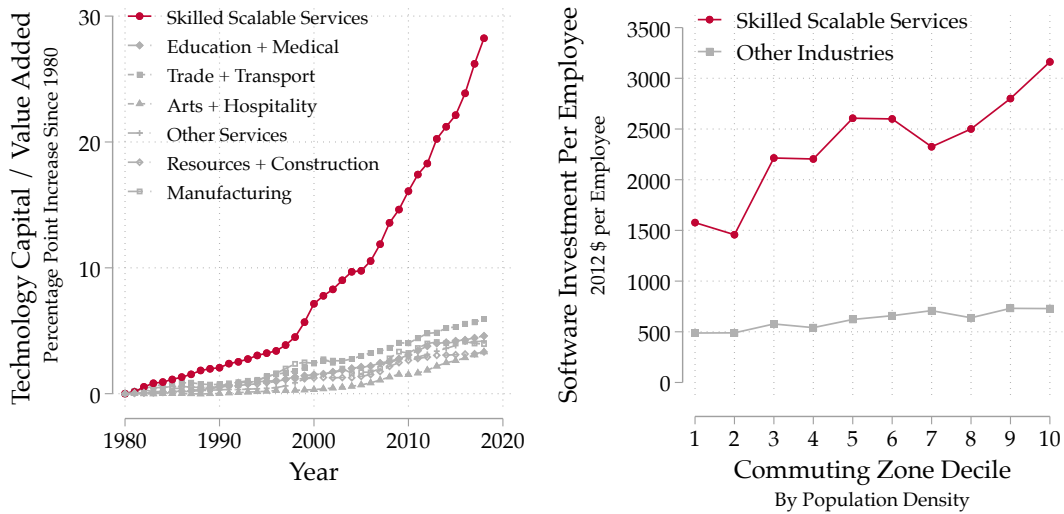 Technology Capital / Value Added
Percentage Point Increase Since 1980
30
20
10
0
Skilled Scalable Services
Education + Medical
Trade + Transport
Arts + Hospitality
Other Services
Resources + Construction
Manufacturing
1980 1990 2000 2010 2020
Year
Software Investment Per Employee
2012 $ per Employee
3500
3000
2500
2000
1500
1000
500
0
Skilled Scalable Services
Other Industries
1 2 3 4 5 6 7 8 9 10
Commuting Zone Decile
By Population Density